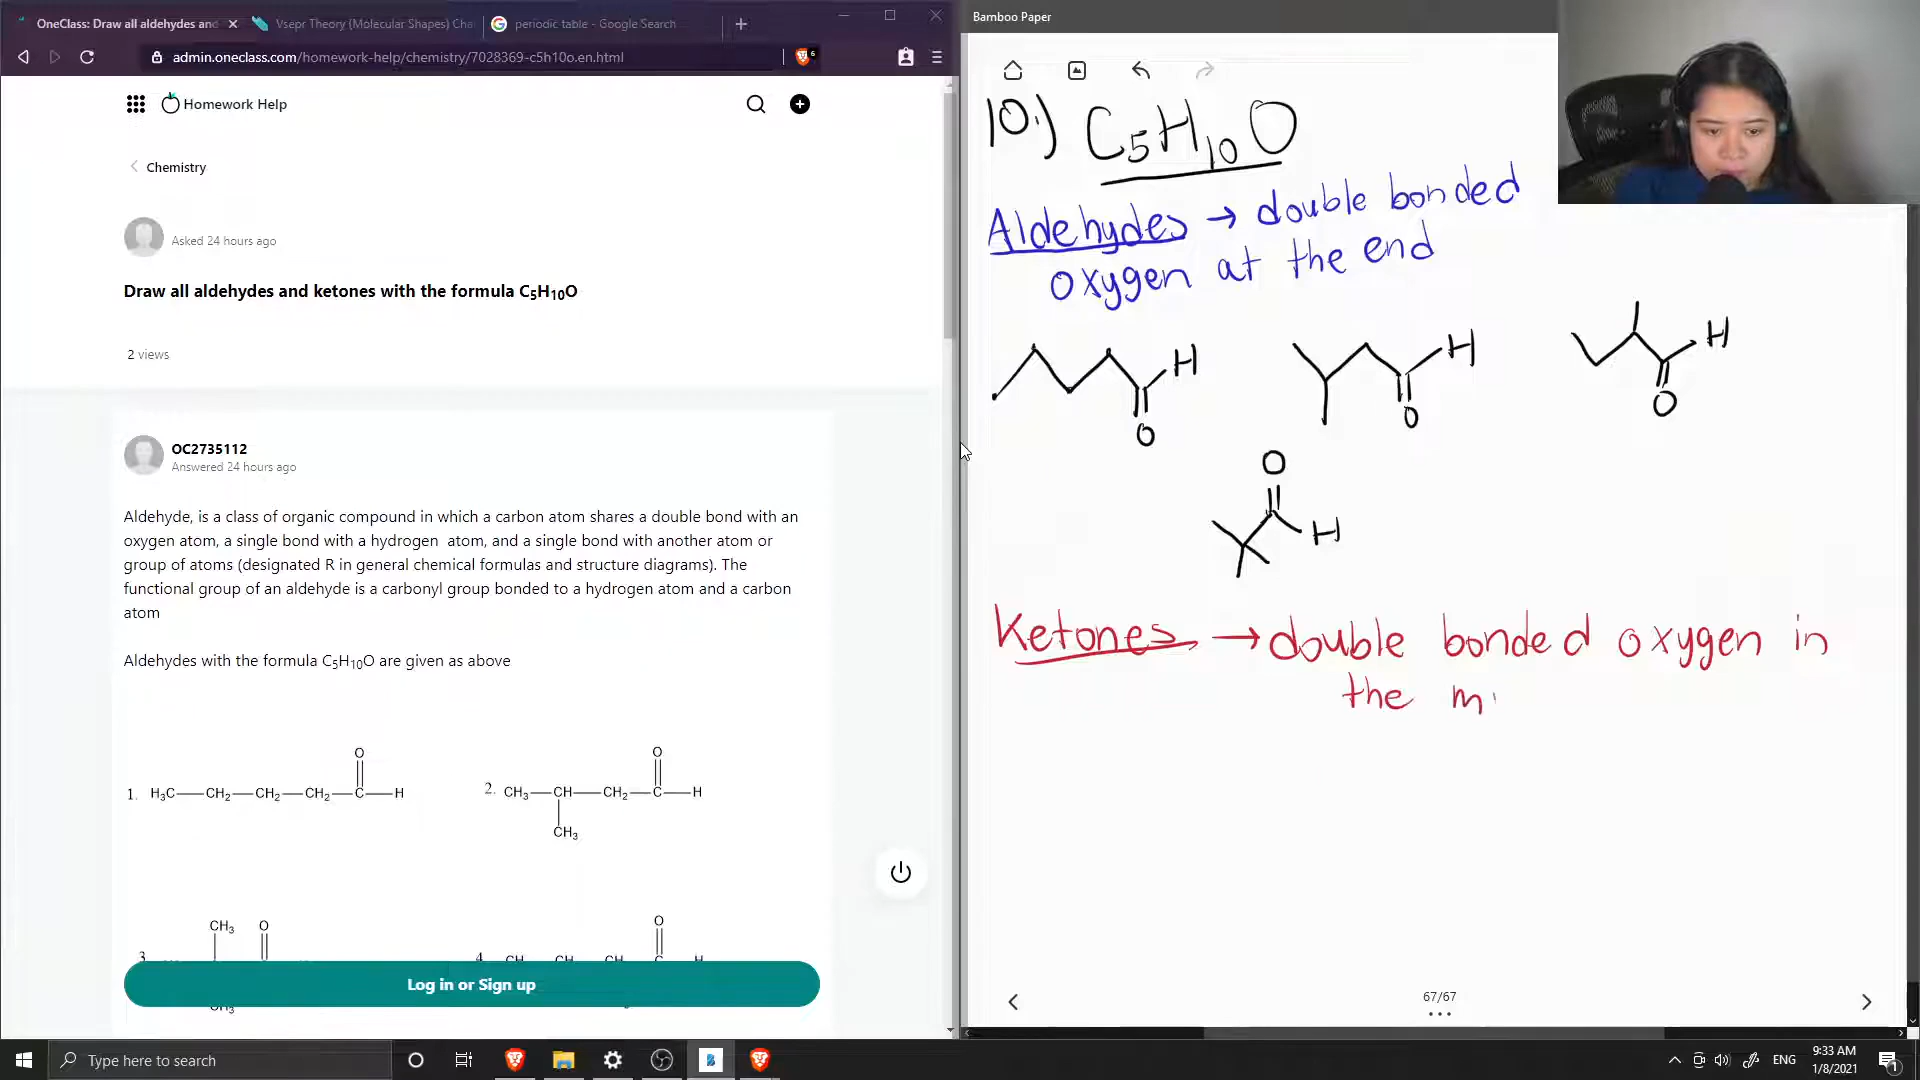 OneClass: Draw all aldehydes and
Vsepr Theory (Molecular Shapes) Cha
periodic table - Google Search
Bamboo Paper
admin.oneclass.com/homework-help/chemistry/7028369-c5h10o.en.html
6
Homework Help
Chemistry
Asked 24 hours ago
Draw all aldehydes and ketones with the formula C₅H₁₀O
2 views
OC2735112
Answered 24 hours ago
Aldehyde, is a class of organic compound in which a carbon atom shares a double bond with an
oxygen atom, a single bond with a hydrogen atom, and a single bond with another atom or
group of atoms (designated R in general chemical formulas and structure diagrams). The
functional group of an aldehyde is a carbonyl group bonded to a hydrogen atom and a carbon
atom
Aldehydes with the formula C₅H₁₀O are given as above
O
1. H₃C—CH₂—CH₂—CH₂—C—H
O
2. CH₃—CH—CH₂—C—H
CH₃
CH₃ O
3.
O
4.
Log in or Sign up
10.) C₅H₁₀O
Aldehydes → double bonded
oxygen at the end
H
O
H
O
H
O
O
H
Ketones → double bonded oxygen in
the m
67/67
Type here to search
ENG
9:33 AM
1/8/2021
1